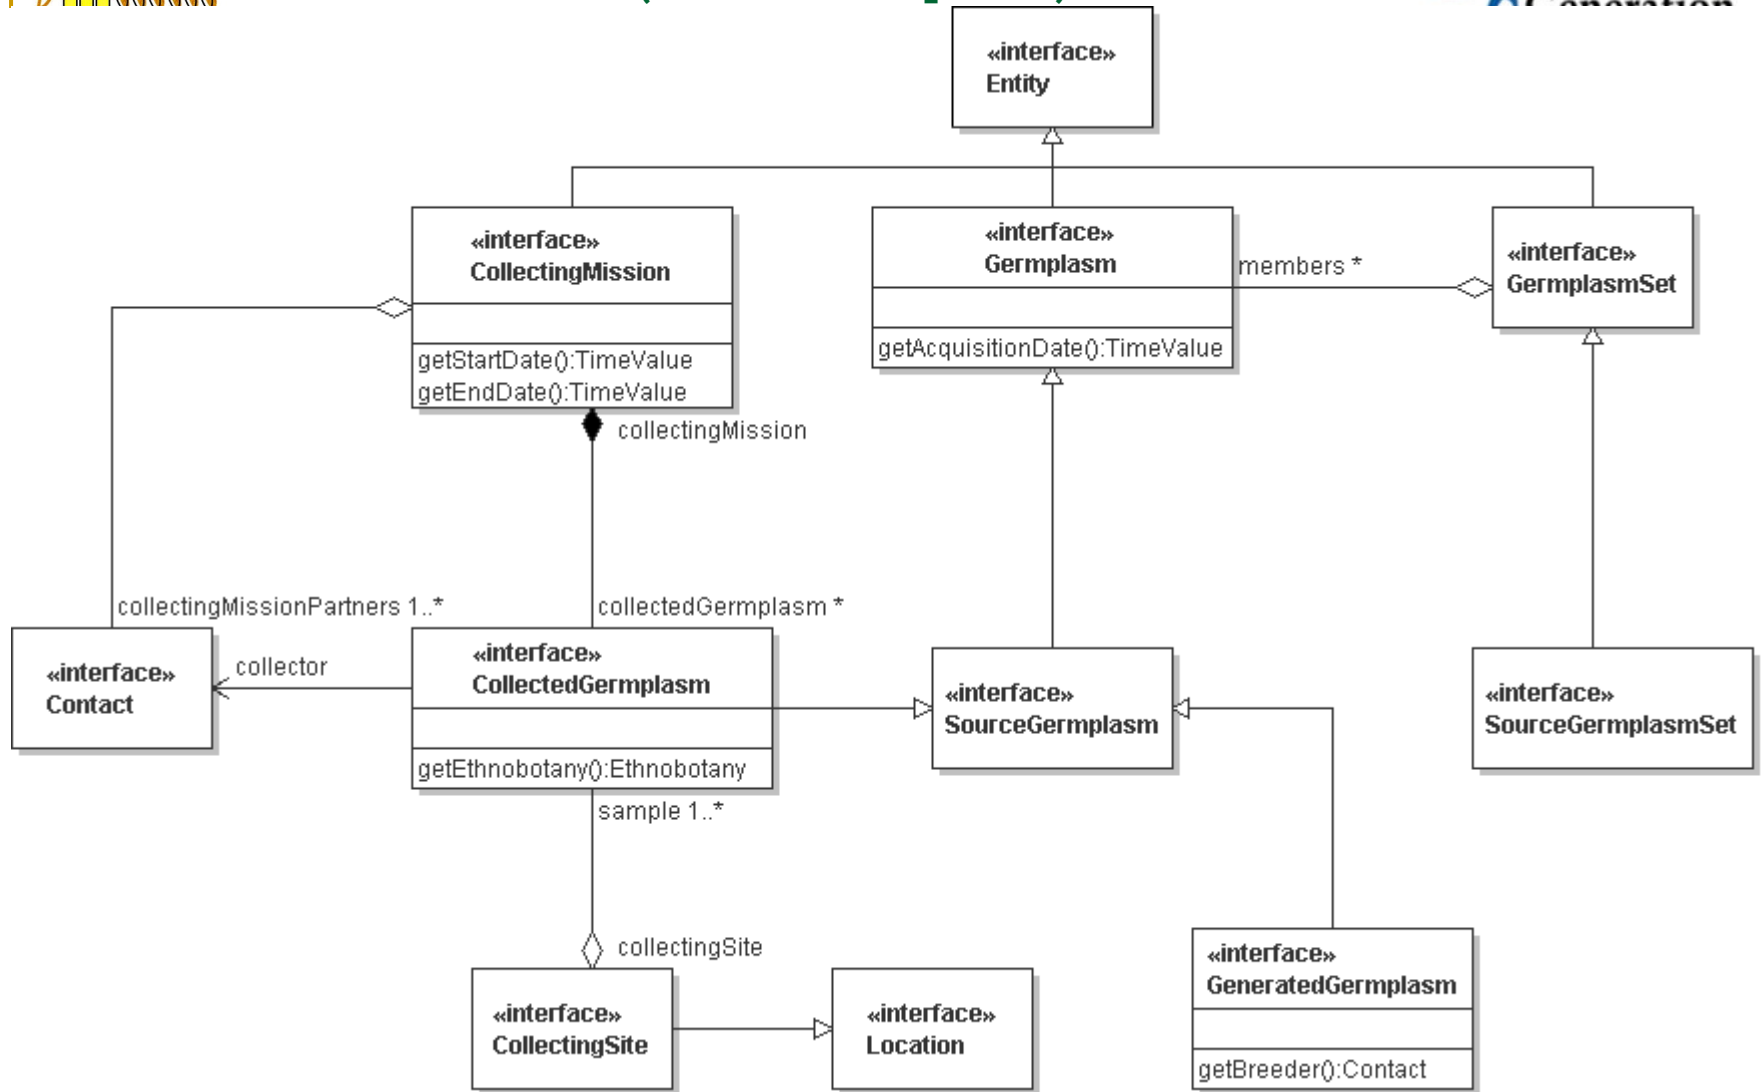 «interface»
Entity
«interface»
CollectingMission
getStartDate():TimeValue
getEndDate():TimeValue
«interface»
Germplasm
getAcquisitionDate():TimeValue
members *
«interface»
GermplasmSet
collectingMission
collectingMissionPartners 1..*
collectedGermplasm *
«interface»
Contact
collector
«interface»
CollectedGermplasm
getEthnobotany():Ethnobotany
«interface»
SourceGermplasm
«interface»
SourceGermplasmSet
sample 1..*
collectingSite
«interface»
CollectingSite
«interface»
Location
«interface»
GeneratedGermplasm
getBreeder():Contact